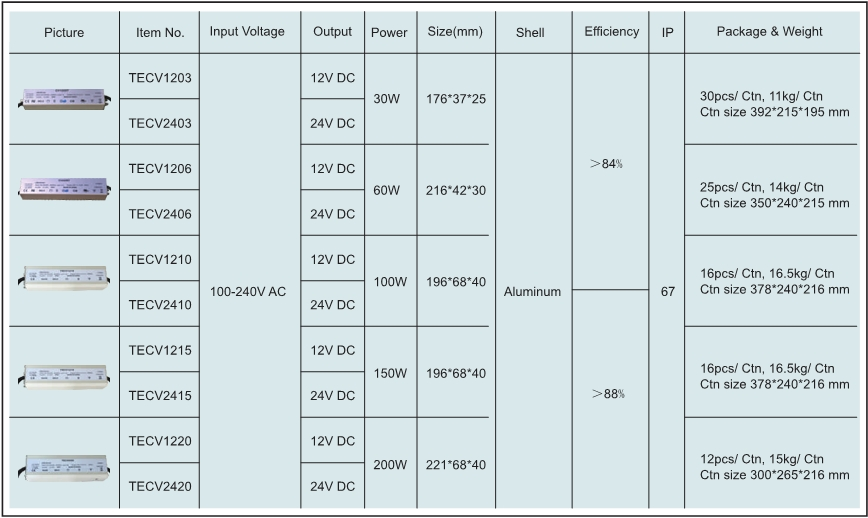 Picture Item No. Input Voltage Output Power Size(mm) Shell Efficiency IP Package & Weight
TECV1203 12V DC
30W 176*37*25
30pcs/ Ctn, 11kg/ Ctn
Ctn size 392*215*195 mm
TECV2403 24V DC
TECV1206 12V DC
>84%
60W 216*42*30
25pcs/ Ctn, 14kg/ Ctn
Ctn size 350*240*215 mm
TECV2406 24V DC
TECV1210 12V DC
100W 196*68*40
16pcs/ Ctn, 16.5kg/ Ctn
Ctn size 378*240*216 mm
100-240V AC Aluminum 67
TECV2410 24V DC
TECV1215 12V DC
150W 196*68*40
16pcs/ Ctn, 16.5kg/ Ctn
Ctn size 378*240*216 mm
TECV2415 24V DC
>88%
TECV1220 12V DC
200W 221*68*40
12pcs/ Ctn, 15kg/ Ctn
Ctn size 300*265*216 mm
TECV2420 24V DC